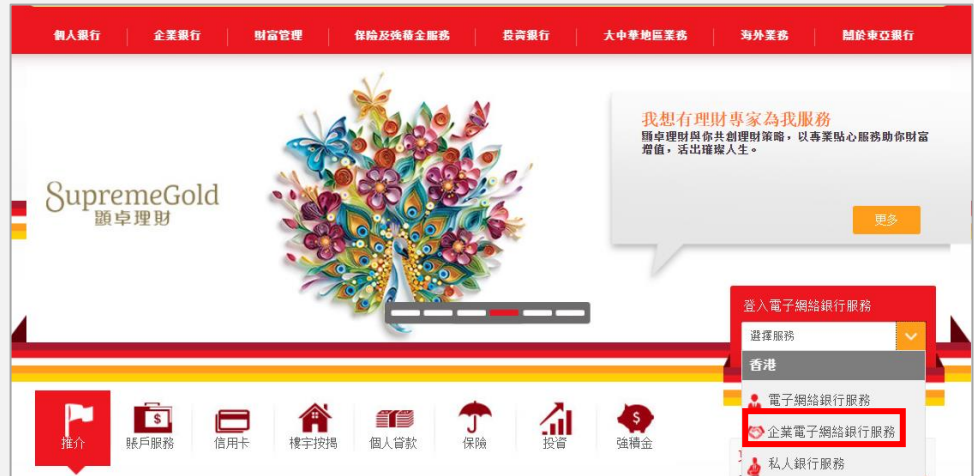 個人銀行
企業銀行
財富管理
保險及強積金服務
投資銀行
大中華地區業務
海外業務
關於東亞銀行
我想有理財專家為我服務
顯卓理財與你共創理財策略，以專業貼心服務助你財富
增值，活出璀璨人生。
SupremeGold
顯卓理財
更多
登入電子網絡銀行服務
選擇服務
香港
電子網絡銀行服務
企業電子網絡銀行服務
私人銀行服務
推介
賬戶服務
信用卡
樓宇按揭
個人貸款
保險
投資
強積金